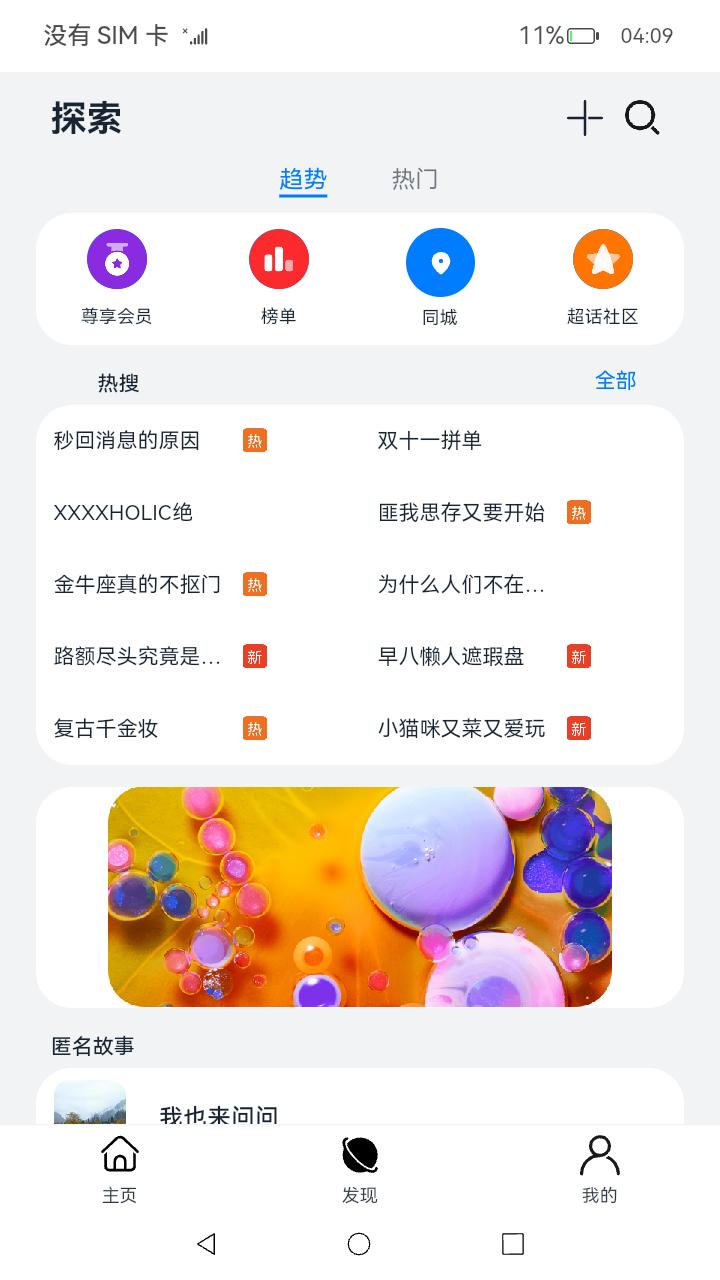 没有 SIM 卡 11% 04:09
探索
趋势 热门
尊享会员 榜单 同城 超话社区
热搜 全部
秒回消息的原因 热 双十一拼单
XXXXHOLIC绝 匪我思存又要开始 热
金牛座真的不抠门 热 为什么人们不在...
路额尽头究竟是... 新 早八懒人遮瑕盘 新
复古千金妆 热 小猫咪又菜又爱玩 新
匿名故事
我也来问问
主页 发现 我的